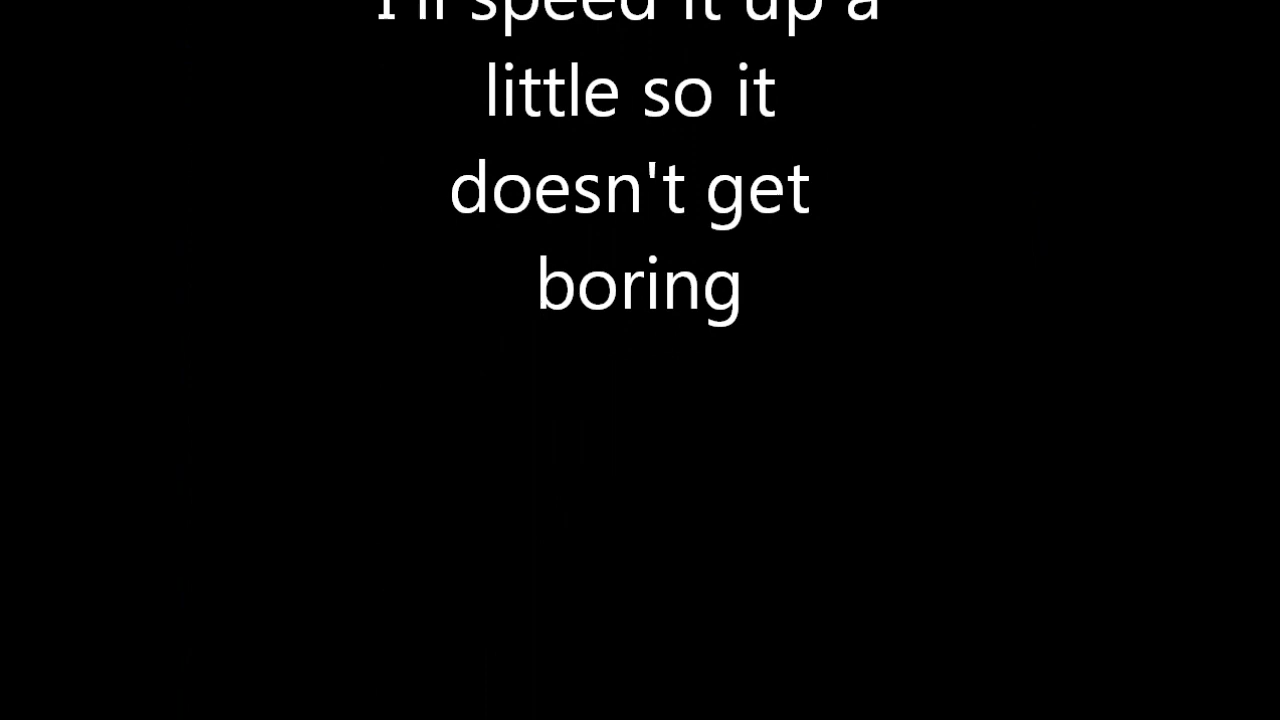 I'll speed it up a
little so it
doesn't get
boring